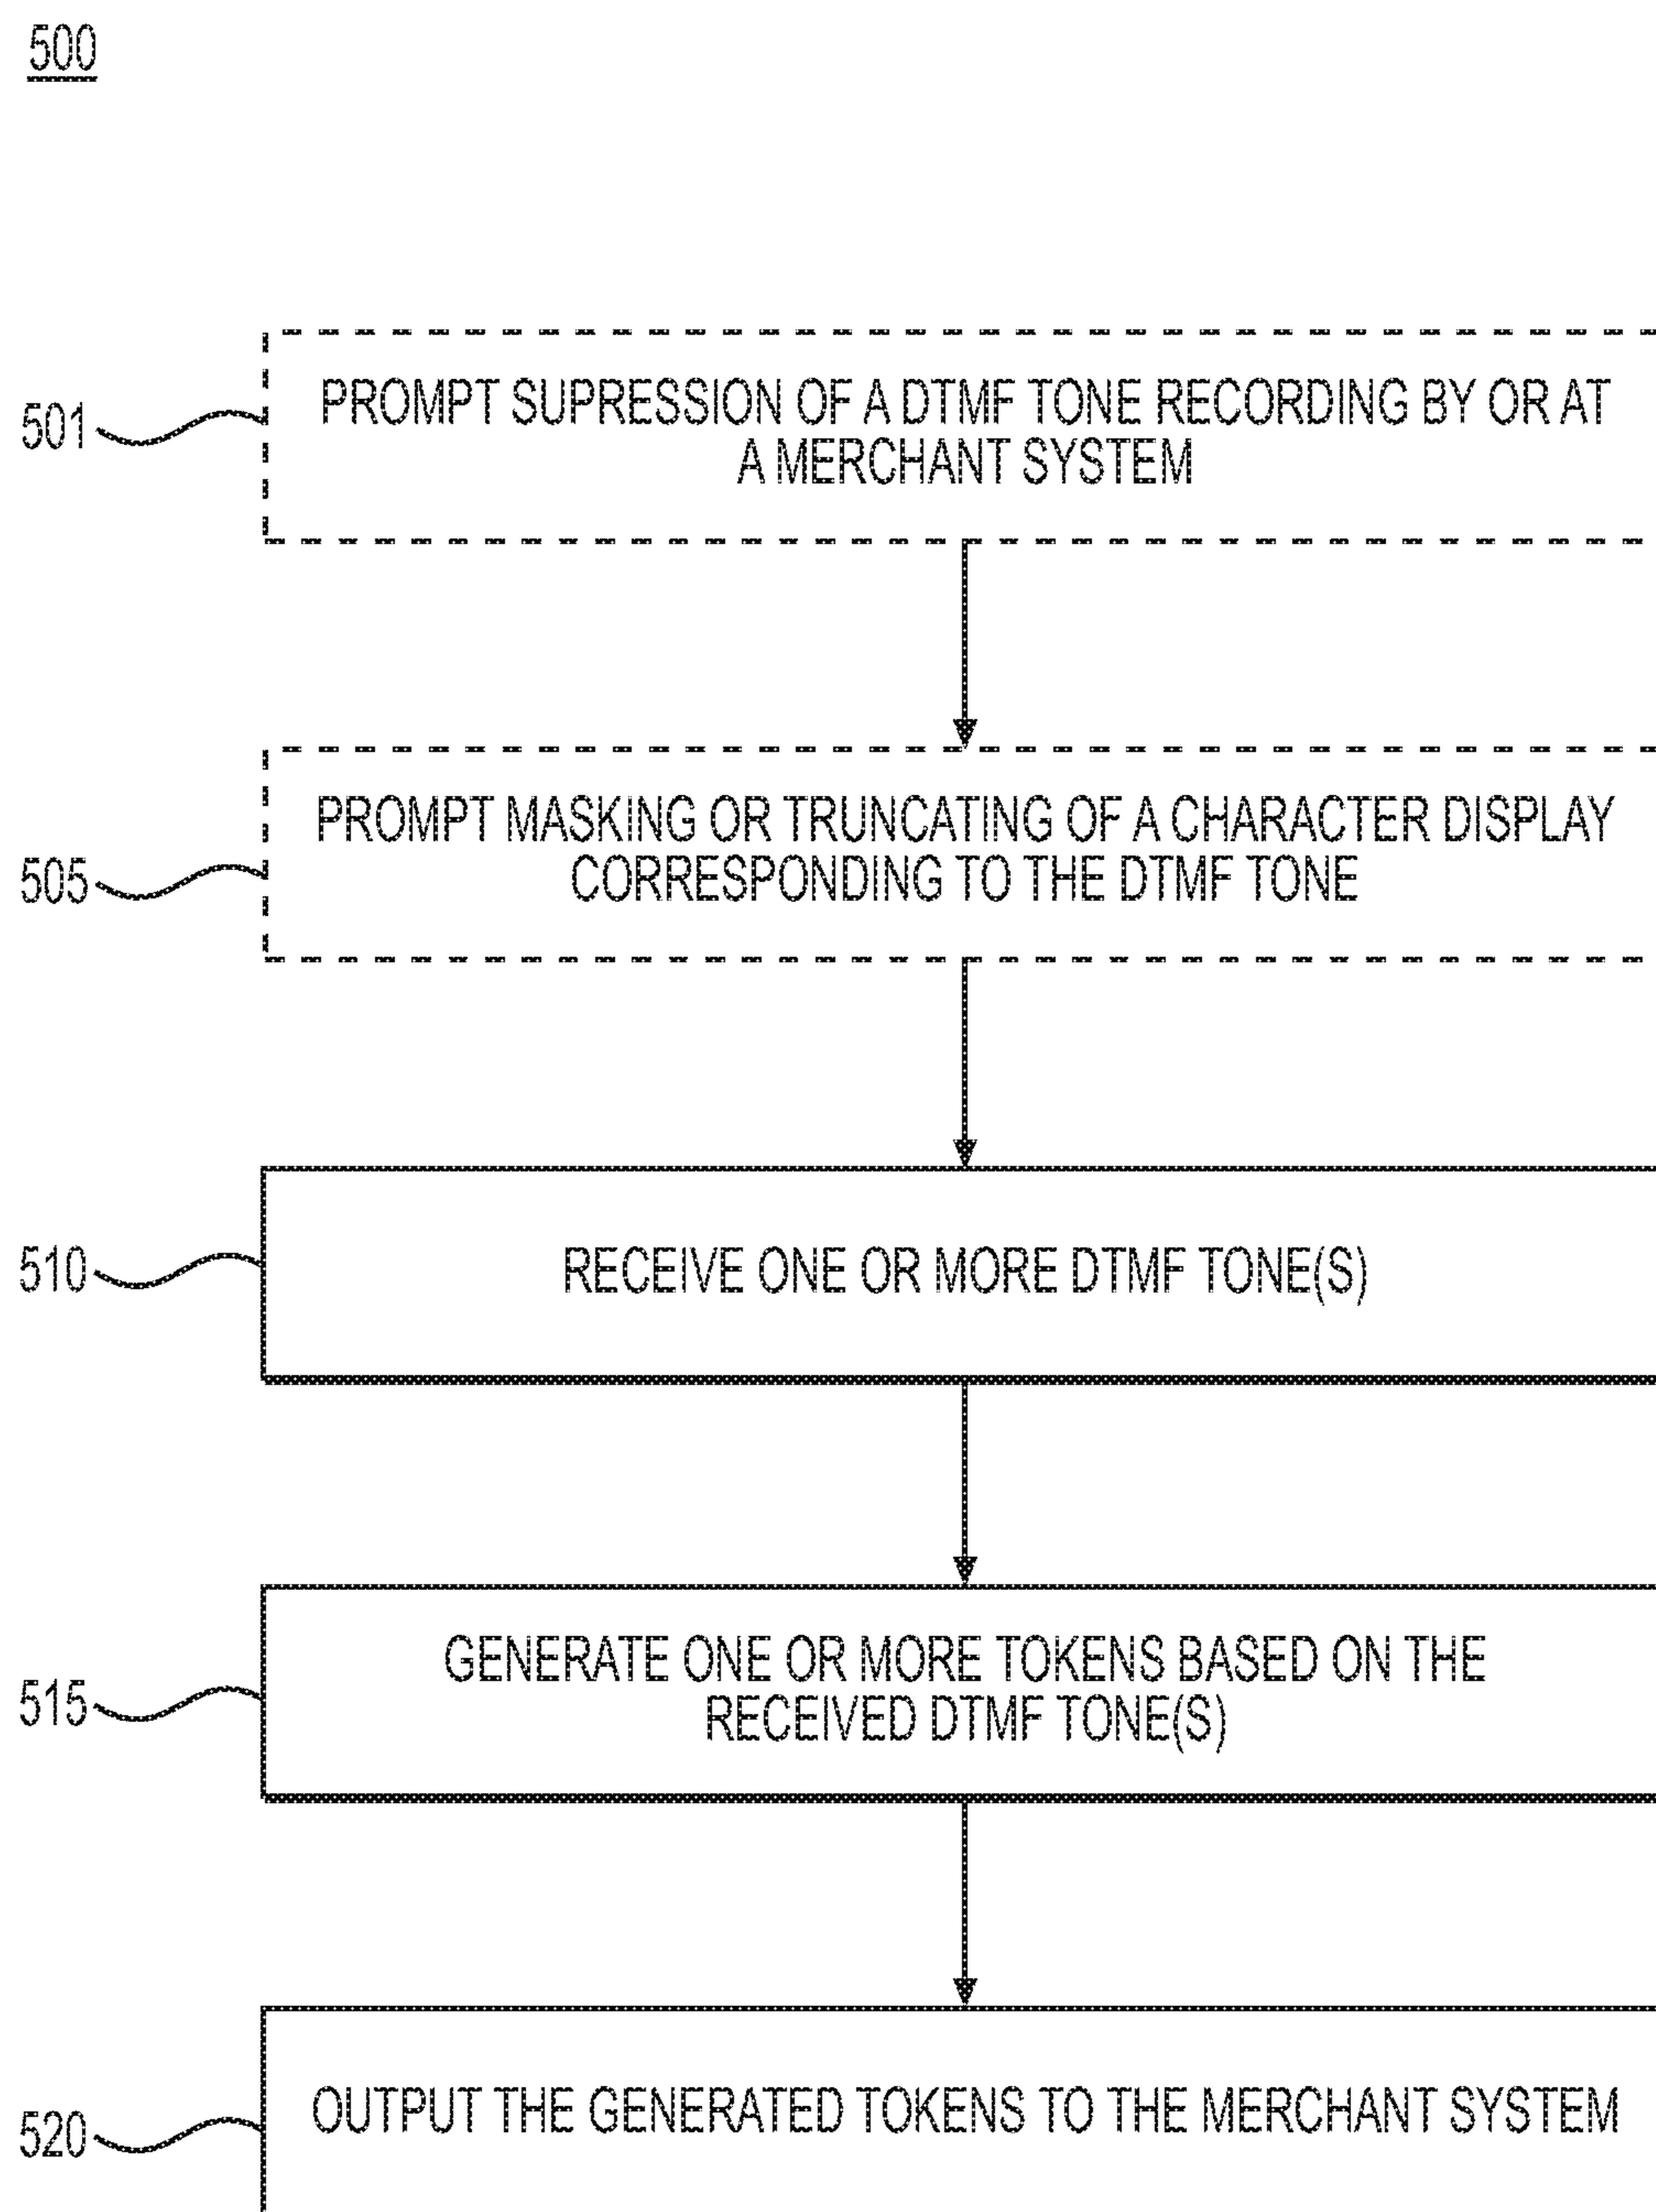 500
501
PROMPT SUPRESSION OF A DTMF TONE RECORDING BY OR AT
A MERCHANT SYSTEM
505
PROMPT MASKING OR TRUNCATING OF A CHARACTER DISPLAY
CORRESPONDING TO THE DTMF TONE
510
RECEIVE ONE OR MORE DTMF TONE(S)
515
GENERATE ONE OR MORE TOKENS BASED ON THE
RECEIVED DTMF TONE(S)
520
OUTPUT THE GENERATED TOKENS TO THE MERCHANT SYSTEM